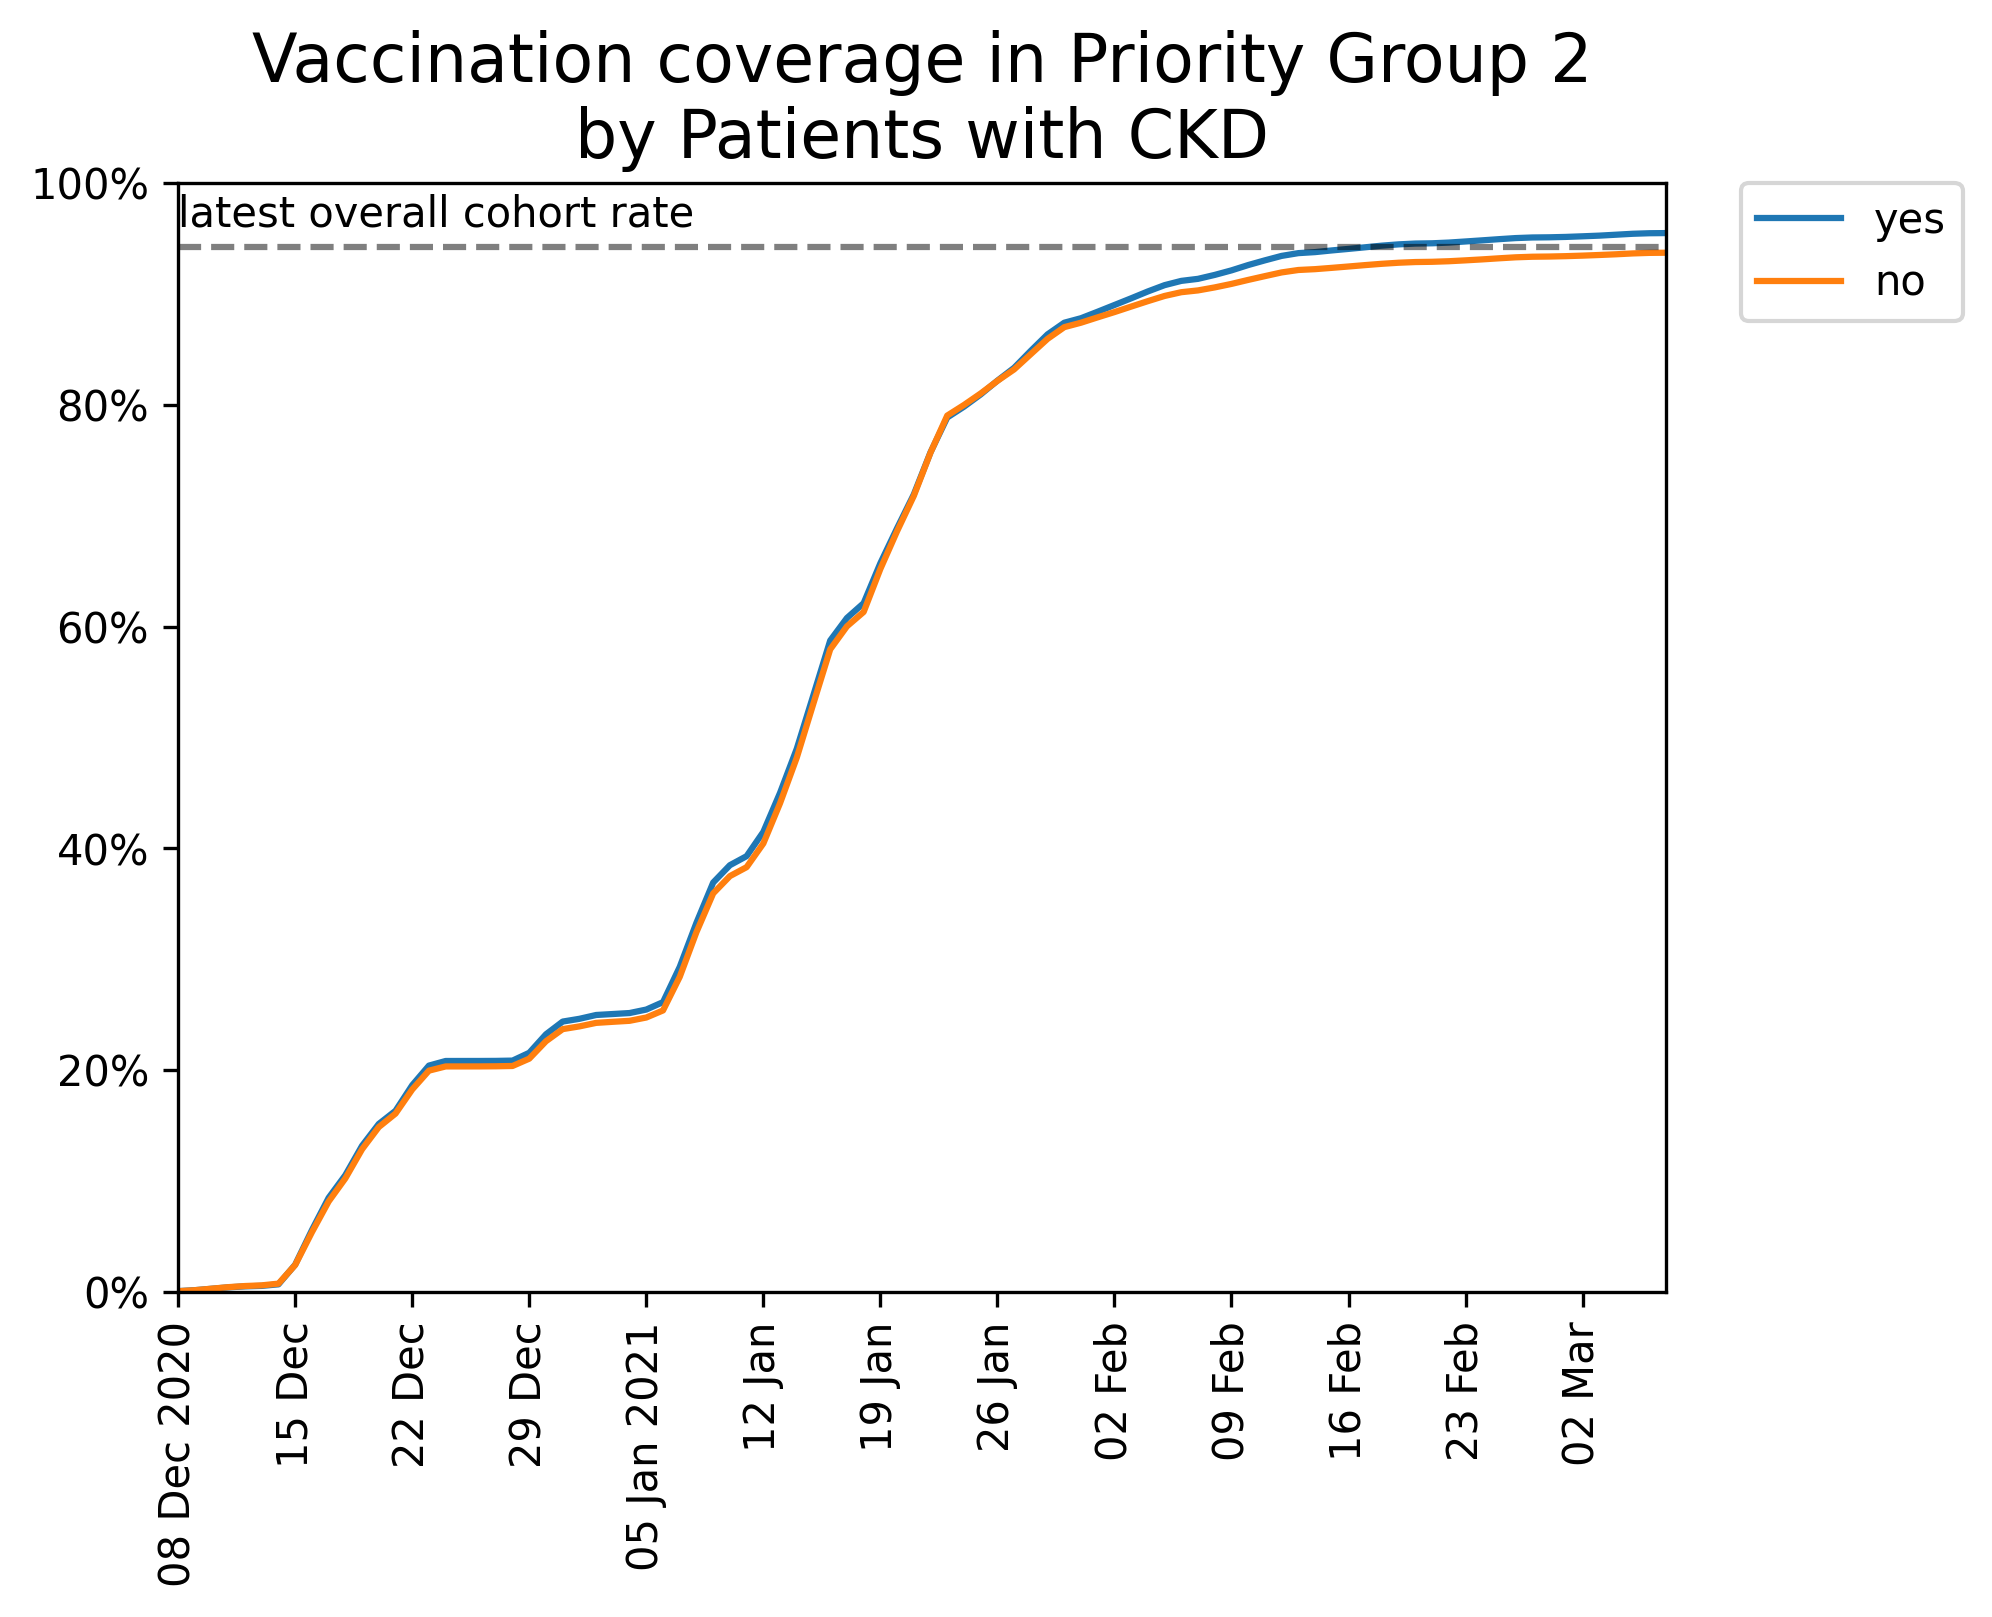 Vaccination coverage in Priority Group 2
by Patients with CKD
100%
latest overall cohort rate
yes
no
80%
60%
40%
20%
0%
08 Dec 2020
15 Dec
22 Dec
29 Dec
05 Jan 2021
12 Jan
19 Jan
26 Jan
02 Feb
09 Feb
16 Feb
23 Feb
02 Mar